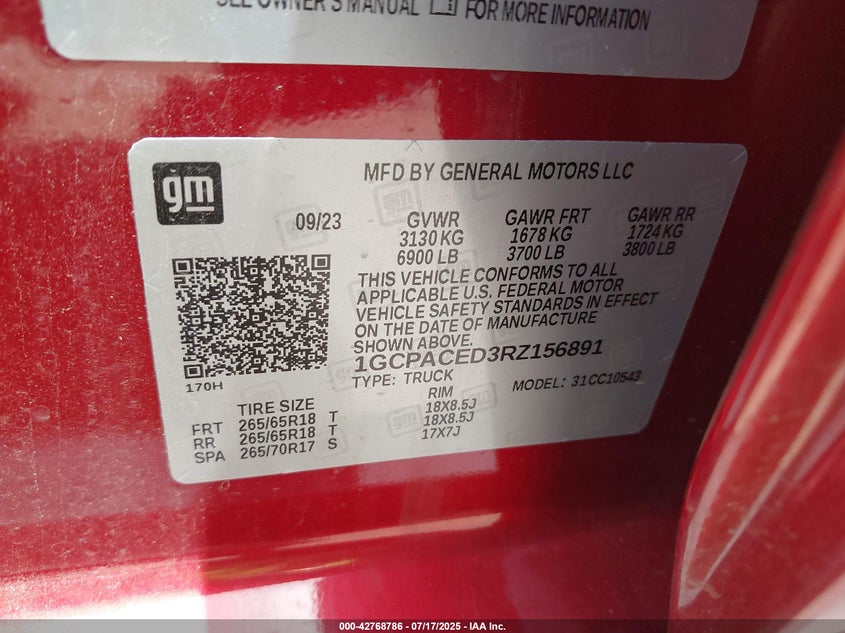 SEE OWNER'S MANUAL FOR MORE INFORMATION
gm
MFD BY GENERAL MOTORS LLC
09/23
GVWR
3130 KG
6900 LB
GAWR FRT
1678 KG
3700 LB
GAWR RR
1724 KG
3800 LB
THIS VEHICLE CONFORMS TO ALL
APPLICABLE U.S. FEDERAL MOTOR
VEHICLE SAFETY STANDARDS IN EFFECT
ON THE DATE OF MANUFACTURE
SHOWN ABOVE.
1GCPACED3RZ156891
TYPE: TRUCK
MODEL: 31CC10543
170H
TIRE SIZE RIM
FRT 265/65R18 T 18X8.5J
RR 265/65R18 T 18X8.5J
SPA 265/70R17 S 17X7J
000-42768786 - 07/17/2025 - IAA Inc.